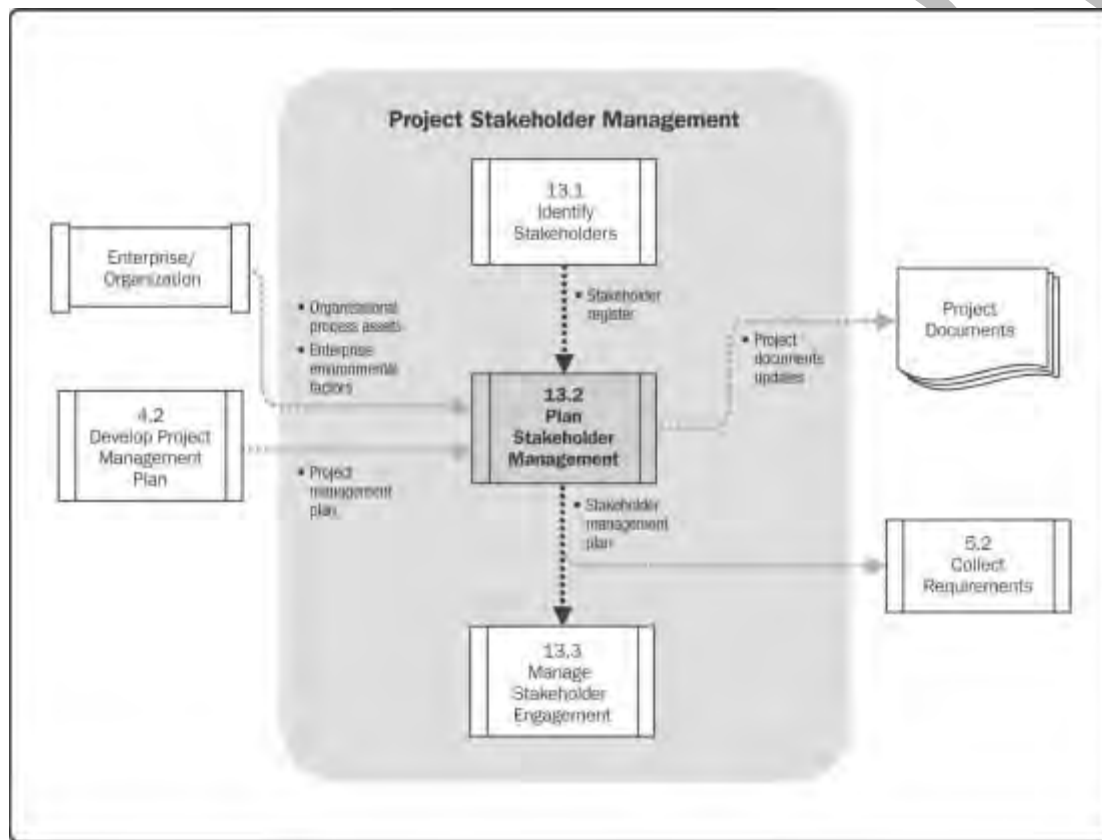 Project Stakeholder Management
13.1
Identify
Stakeholders
Enterprise/
Organization
▪ Organizational
process assets
▪ Enterprise
environmental
factors
▪ Stakeholder
register
▪ Project
documents
updates
Project
Documents
4.2
Develop Project
Management
Plan
13.2
Plan
Stakeholder
Management
▪ Project
management
plan
▪ Stakeholder
management
plan
5.2
Collect
Requirements
13.3
Manage
Stakeholder
Engagement